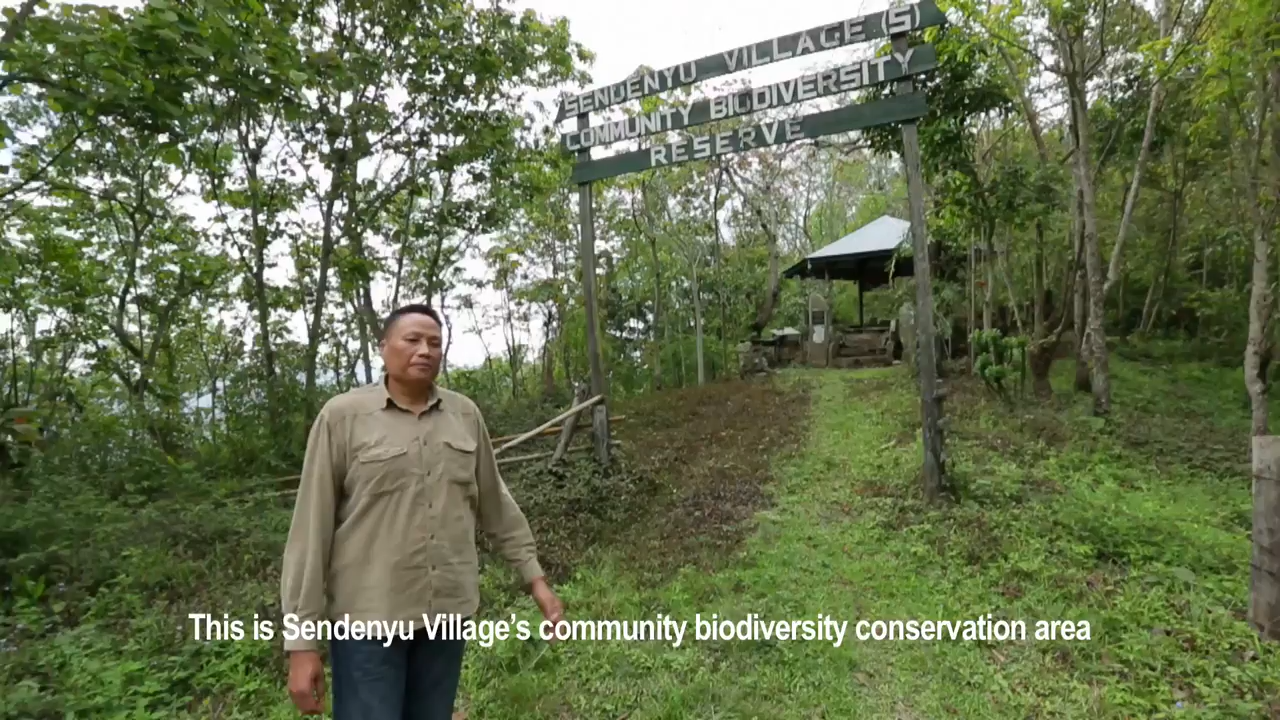 SENDENYU VILLAGE (S)
COMMUNITY BIODIVERSITY
RESERVE
This is Sendenyu Village's community biodiversity conservation area